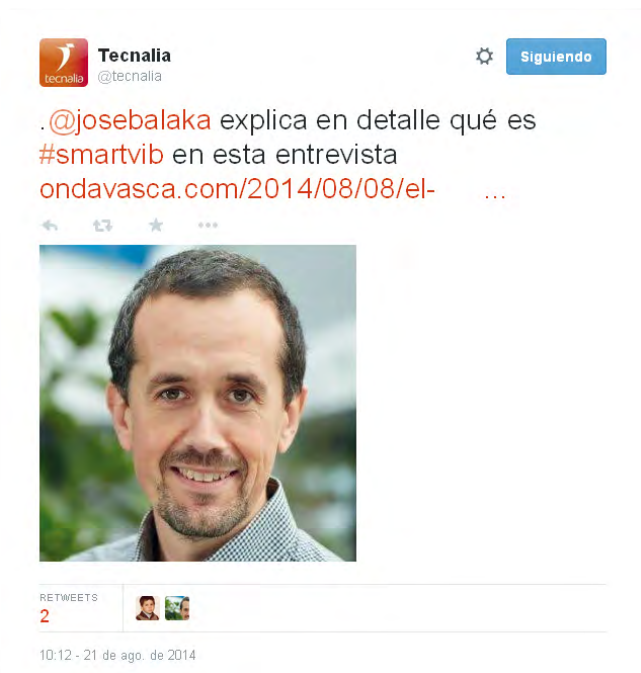 tecnalia
Tecnalia
@tecnalia
Siguiendo
.@josebalaka explica en detalle qué es
#smartvib en esta entrevista
ondavasca.com/2014/08/08/el- ...
RETWEETS
2
10:12 - 21 de ago. de 2014